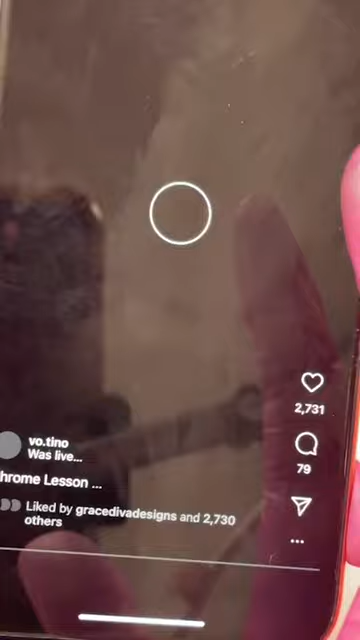 2,731
79
vo.tino
Was live...
hrome Lesson ...
Liked by gracedivadesigns and 2,730
others